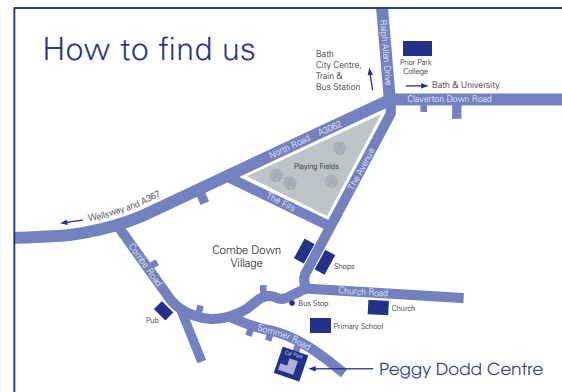 How to find us
Bath
City Centre,
Train &
Bus Station
Ralph Allen Drive
Prior Park
College
Bath & University
Claverton Down Road
North Road A3062
Playing Fields
The Avenue
The Firs
Wellsway and A367
Combe Down
Village
Shops
Combe Road
Church Road
Bus Stop
Church
Pub
Primary School
Sommer Road
Car Park
Peggy Dodd Centre